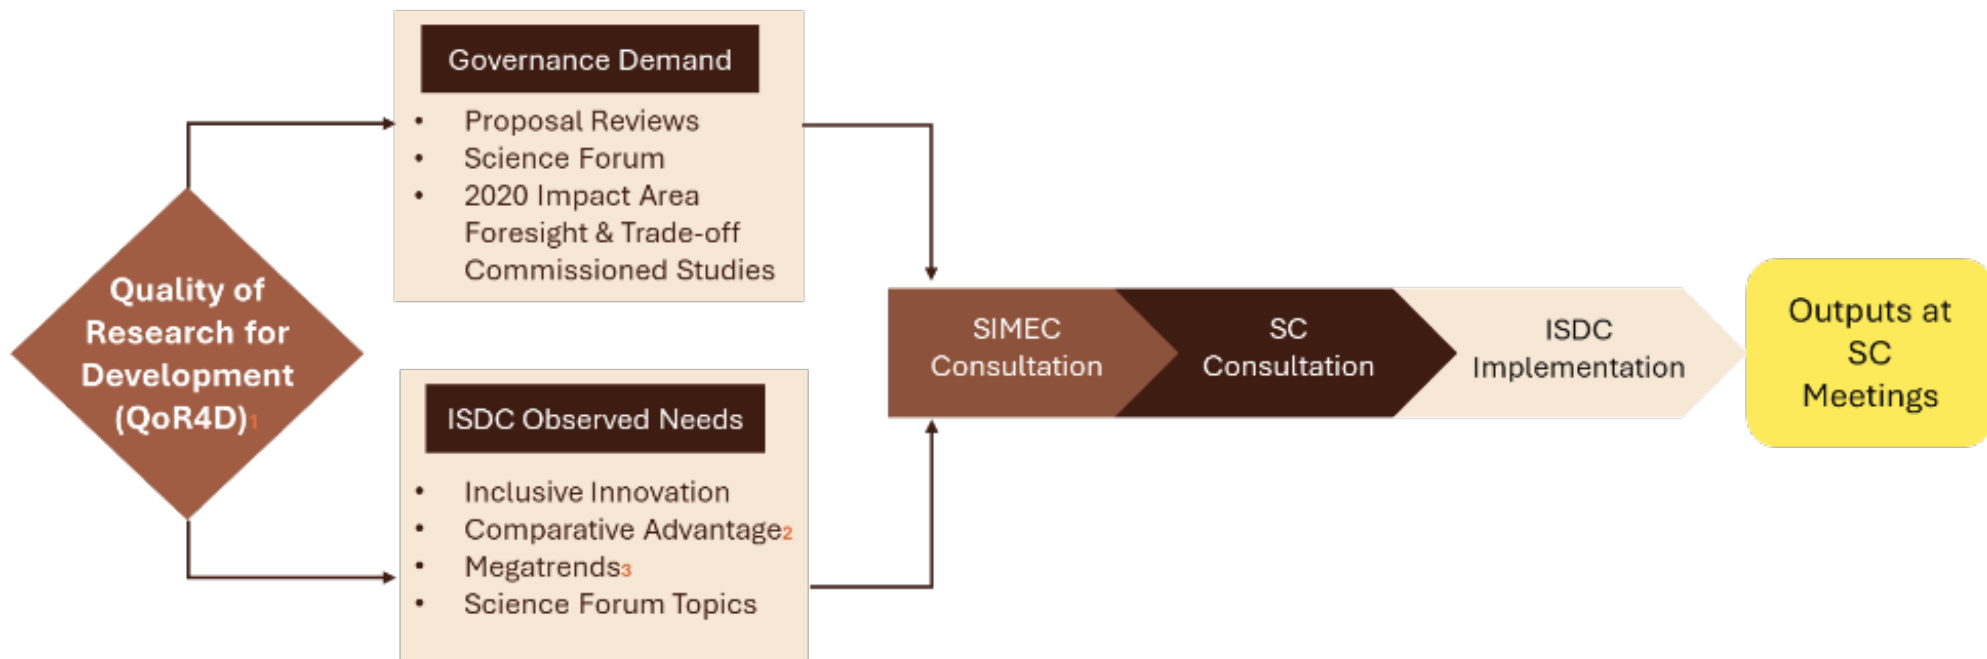 Quality of
Research for
Development
(QoR4D)1
Governance Demand
• Proposal Reviews
• Science Forum
• 2020 Impact Area
Foresight & Trade-off
Commissioned Studies
ISDC Observed Needs
• Inclusive Innovation
• Comparative Advantage2
• Megatrends3
• Science Forum Topics
SIMEC
Consultation
SC
Consultation
ISDC
Implementation
Outputs at
SC
Meetings